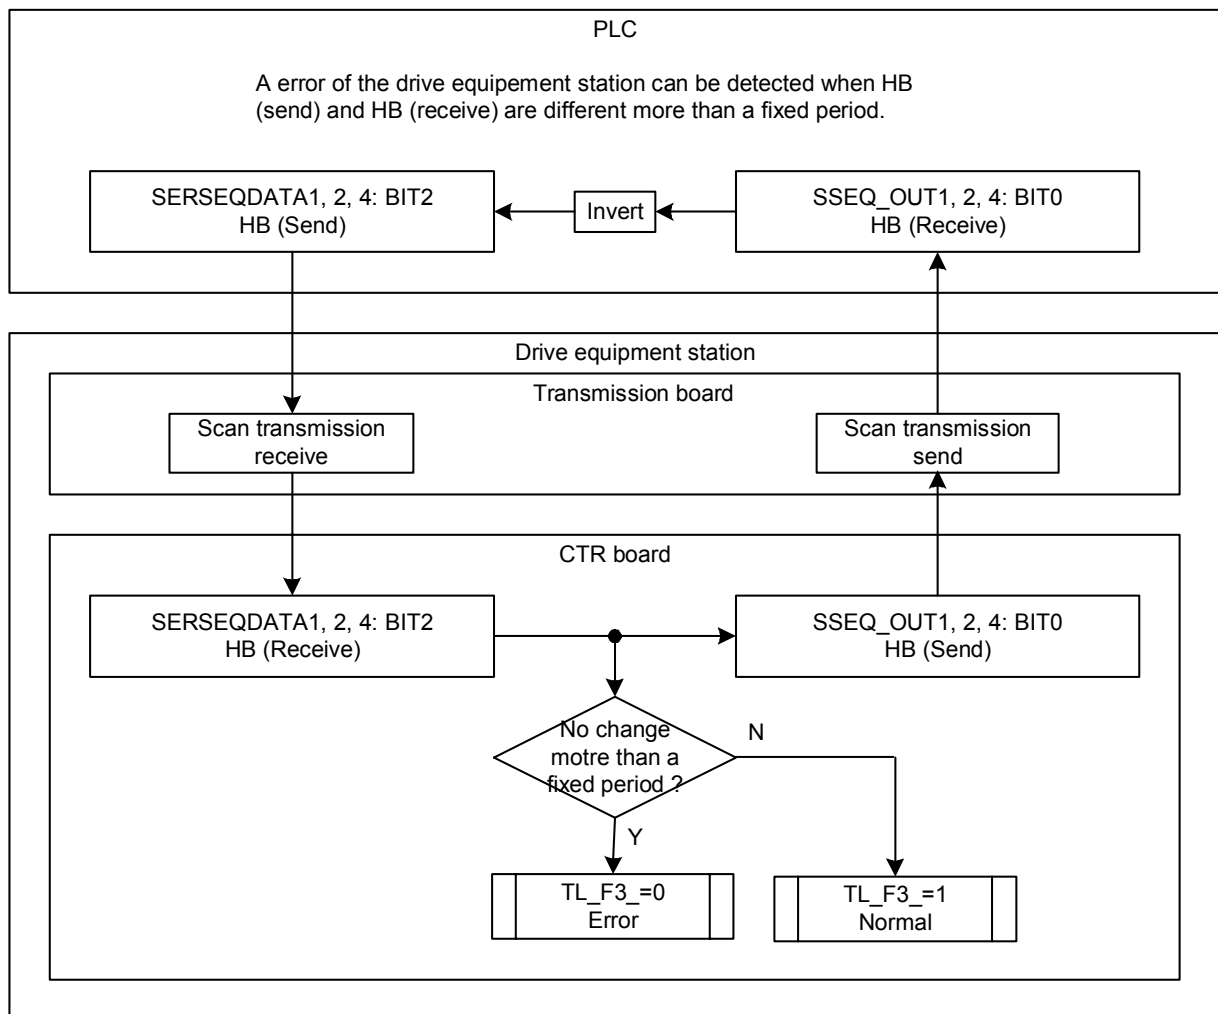 PLC
A error of the drive equipement station can be detected when HB
(send) and HB (receive) are different more than a fixed period.
SERSEQDATA1, 2, 4: BIT2
HB (Send)
Invert
SSEQ_OUT1, 2, 4: BIT0
HB (Receive)
Drive equipment station
Transmission board
Scan transmission
receive
Scan transmission
send
CTR board
SERSEQDATA1, 2, 4: BIT2
HB (Receive)
SSEQ_OUT1, 2, 4: BIT0
HB (Send)
No change
motre than a
fixed period ?
N
Y
TL_F3_=0
Error
TL_F3_=1
Normal